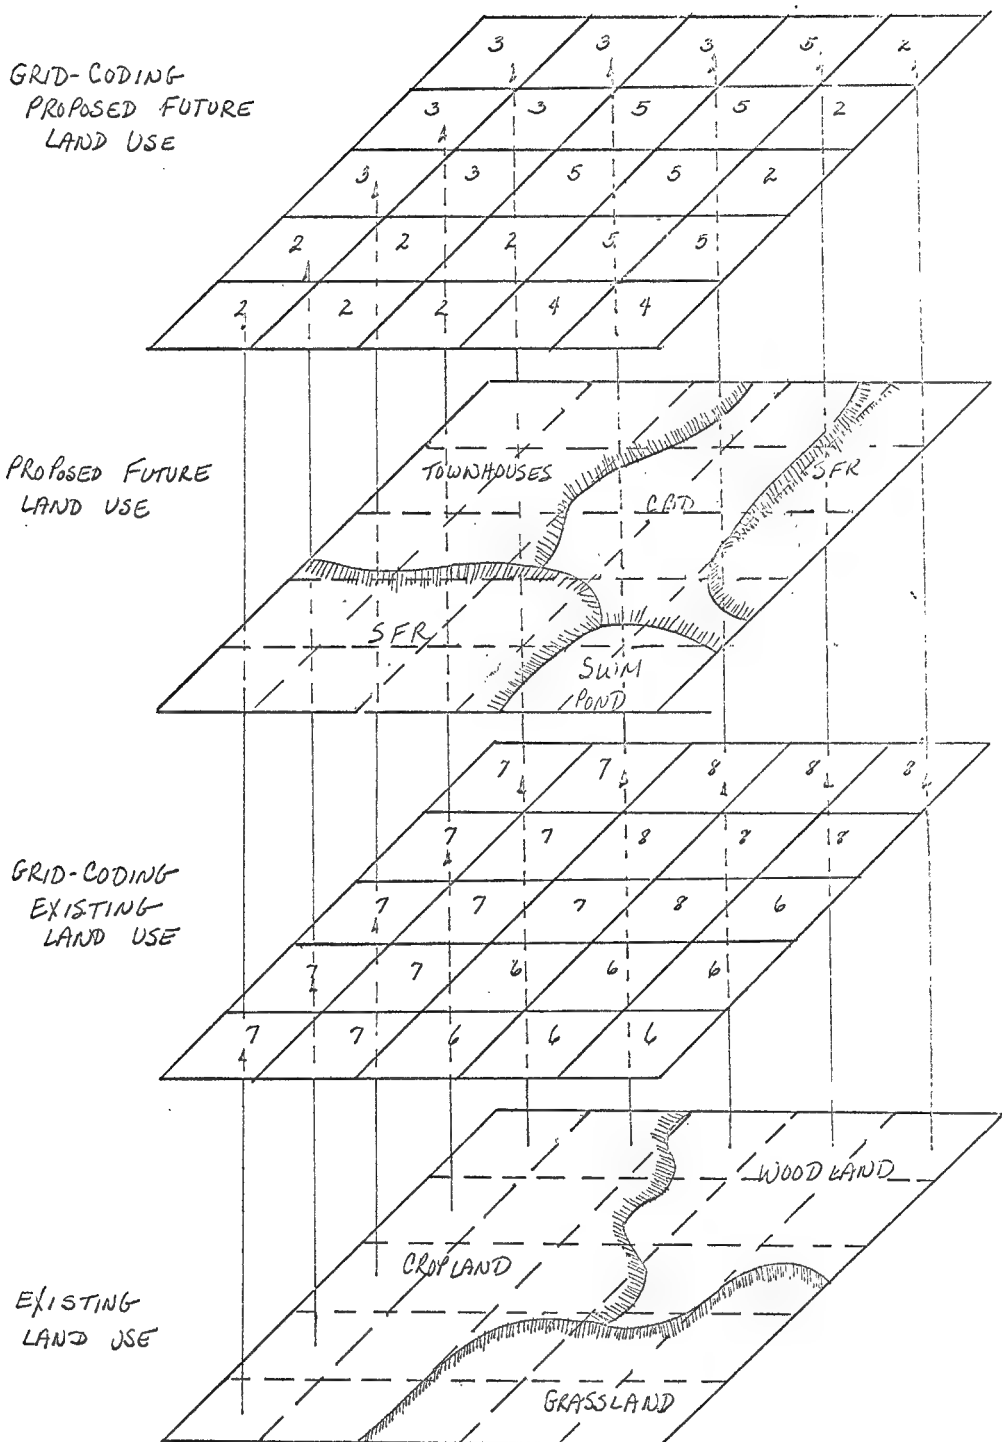 GRID-CODING
PROPOSED FUTURE
LAND USE
3 3 3 5 2
3 3 5 5 2
3 3 5 5 2
2 2 2 5 5
2 2 2 4 4
PROPOSED FUTURE
LAND USE
TOWNHOUSES
CBD
SFR
SFR
SWIM
POND
GRID-CODING
EXISTING
LAND USE
7 7 8 8 8
7 7 8 8 8
7 7 7 8 6
7 7 6 6 6
7 7 6 6 6
EXISTING
LAND USE
WOODLAND
CROPLAND
GRASSLAND